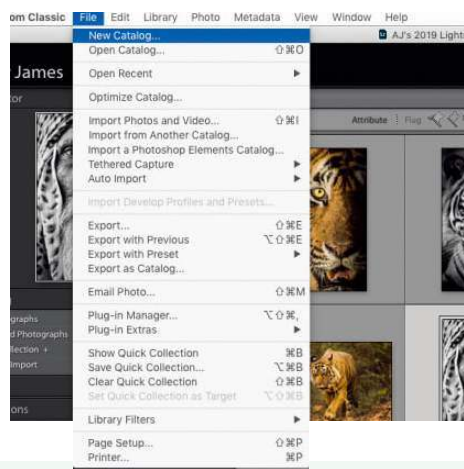 om Classic File Edit Library Photo Metadata View Window Help
AJ's 2019 Light
James
New Catalog...
Open Catalog... ⇧⌘O
Open Recent ▶
Optimize Catalog...
Import Photos and Video... ⇧⌘I
Import from Another Catalog...
Import a Photoshop Elements Catalog...
Tethered Capture ▶
Auto Import ▶
Import Develop Profiles and Presets...
Export... ⇧⌘E
Export with Previous ⌥⇧⌘E
Export with Preset ▶
Export as Catalog...
Email Photo... ⇧⌘M
Plug-in Manager... ⌥⇧⌘,
Plug-in Extras ▶
Show Quick Collection ⌘B
Save Quick Collection... ⌥⌘B
Clear Quick Collection ⇧⌘B
Set Quick Collection as Target ⌥⇧⌘B
Library Filters ▶
Page Setup... ⇧⌘P
Printer... ⌘P
tor
Attribute Flag
graphs
d Photographs
llection +
Import
ons